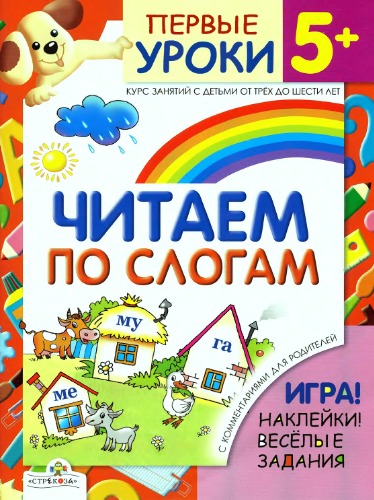 ПЕРВЫЕ
УРОКИ
5+
КУРС ЗАНЯТИЙ С ДЕТЬМИ ОТ ТРЁХ ДО ШЕСТИ ЛЕТ
ЧИТАЕМ
ПО СЛОГАМ
му
га
ме
С КОММЕНТАРИЯМИ ДЛЯ РОДИТЕЛЕЙ
ИГРА!
НАКЛЕЙКИ!
ВЕСЁЛЫЕ
ЗАДАНИЯ
«СТРЕКОЗА»